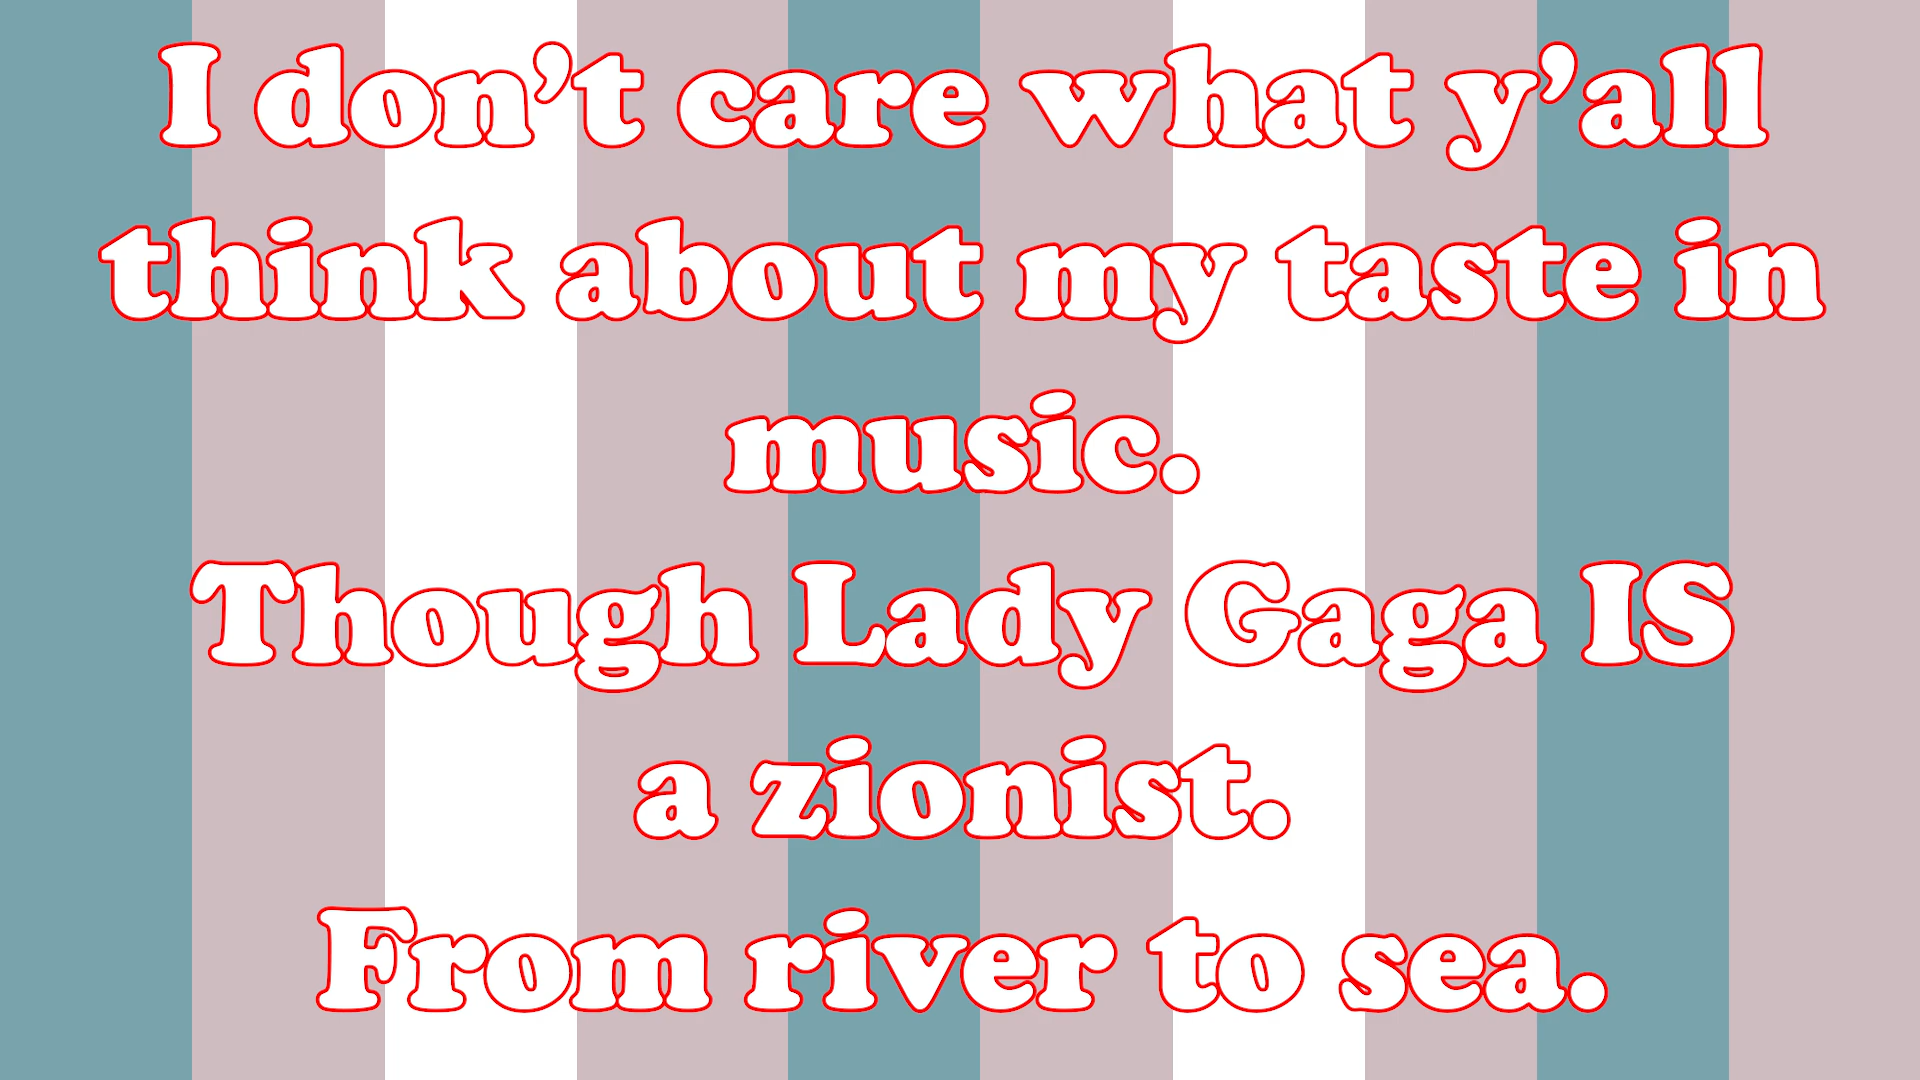 I don’t care what y’all
think about my taste in
music.
Though Lady Gaga IS
a zionist.
From river to sea.